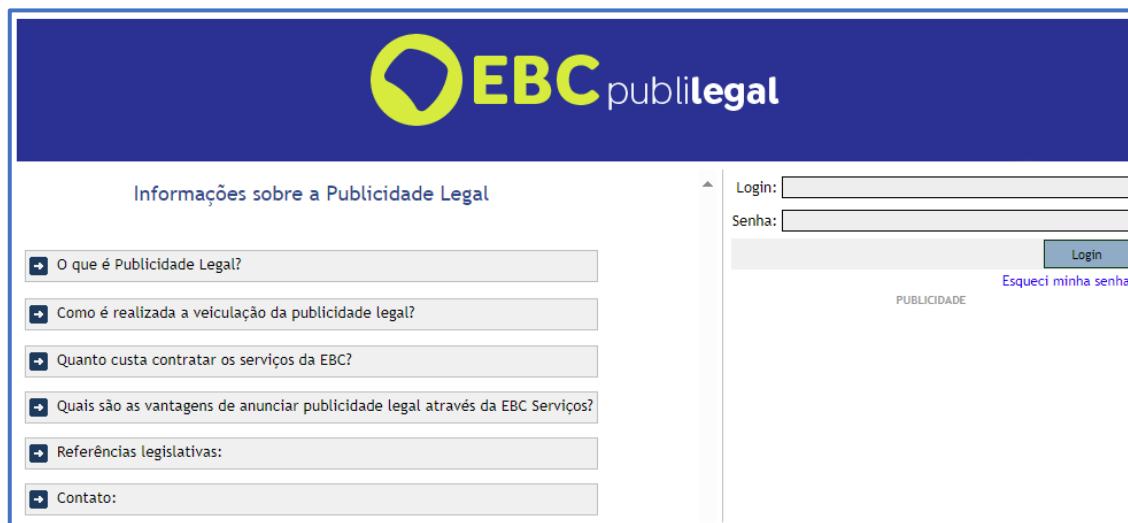 EBC publilegal
Informações sobre a Publicidade Legal
O que é Publicidade Legal?
Como é realizada a veiculação da publicidade legal?
Quanto custa contratar os serviços da EBC?
Quais são as vantagens de anunciar publicidade legal através da EBC Serviços?
Referências legislativas:
Contato:
Login:
Senha:
Login
Esqueci minha senha
PUBLICIDADE